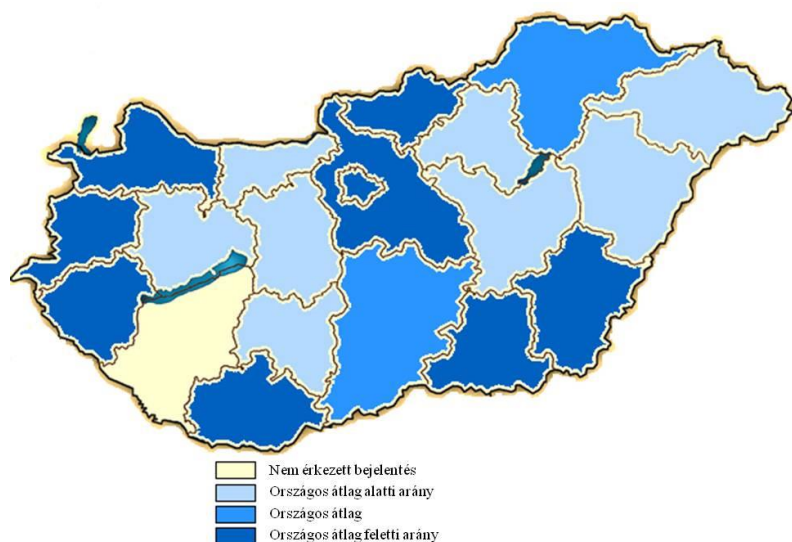 Nem érkezett bejelentés
Országos átlag alatti arány
Országos átlag
Országos átlag feletti arány